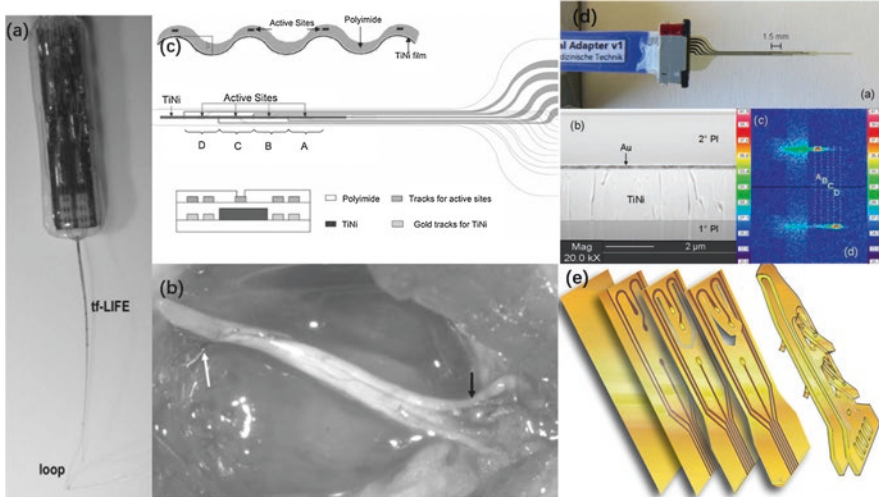 (a)
tf-LIFE
loop
Active Sites
Polyimide
(c)
TiNi film
TiNi
Active Sites
D
C
B
A
Polyimide
Tracks for active sites
TiNi
Gold tracks for TiNi
(b)
(d)
al Adapter v1
dizinische Technik
1.5 mm
(a)
(b)
2° PI
Au
TiNi
1° PI
Mag
20.0 kX
2 µm
(c)
A
B
C
D
(d)
(e)